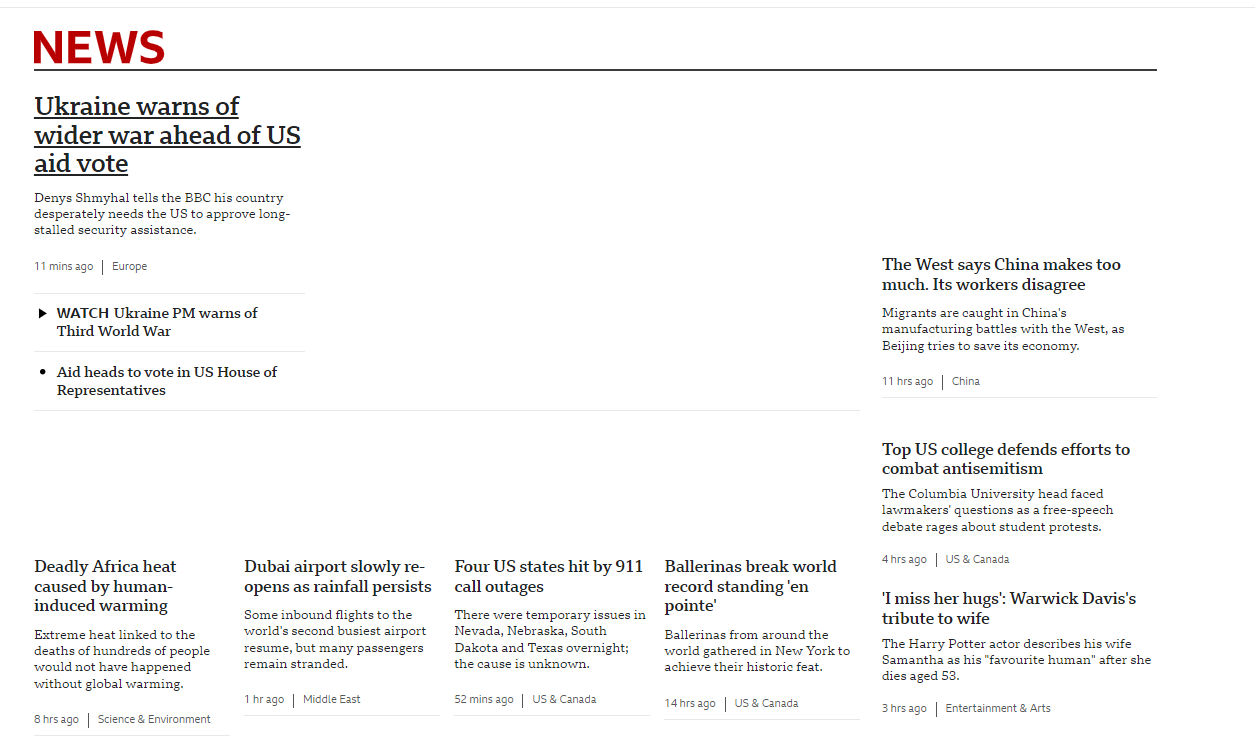 NEWS
Ukraine warns of
wider war ahead of US
aid vote
Denys Shmyhal tells the BBC his country
desperately needs the US to approve long-
stalled security assistance.
11 mins ago | Europe
WATCH Ukraine PM warns of
Third World War
Aid heads to vote in US House of
Representatives
The West says China makes too
much. Its workers disagree
Migrants are caught in China's
manufacturing battles with the West, as
Beijing tries to save its economy.
11 hrs ago | China
Top US college defends efforts to
combat antisemitism
The Columbia University head faced
lawmakers' questions as a free-speech
debate rages about student protests.
4 hrs ago | US & Canada
'I miss her hugs': Warwick Davis's
tribute to wife
The Harry Potter actor describes his wife
Samantha as his "favourite human" after she
dies aged 53.
3 hrs ago | Entertainment & Arts
Deadly Africa heat
caused by human-
induced warming
Extreme heat linked to the
deaths of hundreds of people
would not have happened
without global warming.
8 hrs ago | Science & Environment
Dubai airport slowly re-
opens as rainfall persists
Some inbound flights to the
world's second busiest airport
resume, but many passengers
remain stranded.
1 hr ago | Middle East
Four US states hit by 911
call outages
There were temporary issues in
Nevada, Nebraska, South
Dakota and Texas overnight;
the cause is unknown.
52 mins ago | US & Canada
Ballerinas break world
record standing 'en
pointe'
Ballerinas from around the
world gathered in New York to
achieve their historic feat.
14 hrs ago | US & Canada